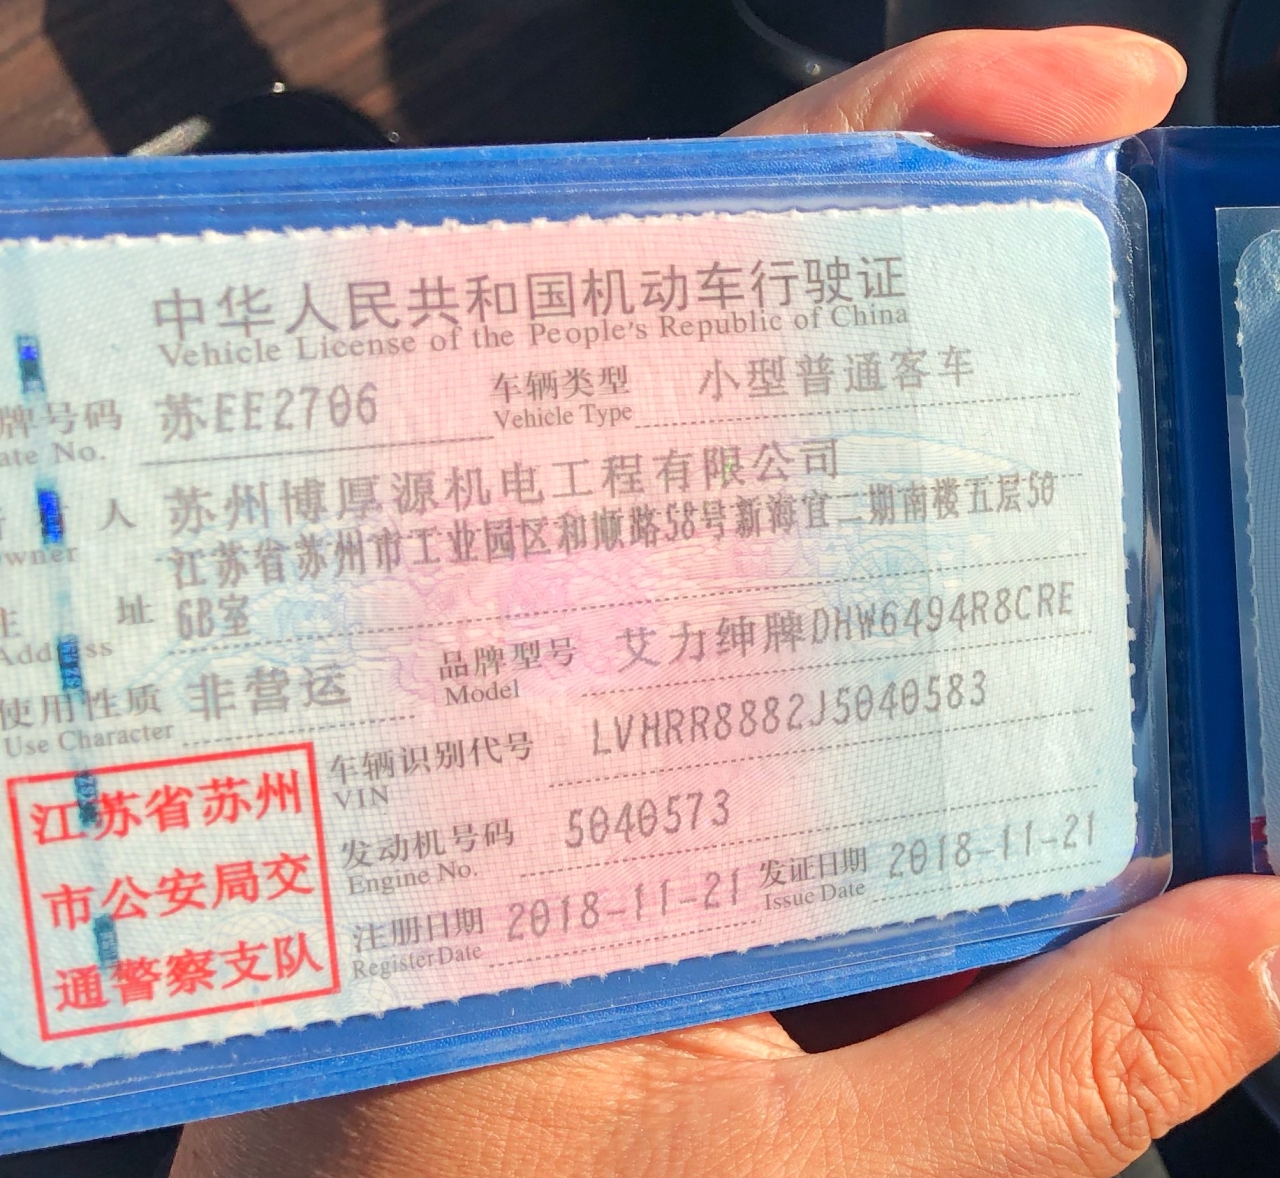 中华人民共和国机动车行驶证
Vehicle License of the People's Republic of China
牌号码 苏EE2706 车辆类型 小型普通客车
ate No. Vehicle Type
人 苏州博厚源机电工程有限公司
wner
江苏省苏州市工业园区和顺路58号新海宜二期南楼五层50
址 6B室
Address
使用性质 非营运 品牌型号 艾力绅牌DHW6494R8CRE
Use Character Model
车辆识别代号 LVHRR8882J5040583
VIN
发动机号码 5040573
Engine No.
注册日期 2018-11-21 发证日期 2018-11-21
Register Date Issue Date
江苏省苏州
市公安局交
通警察支队